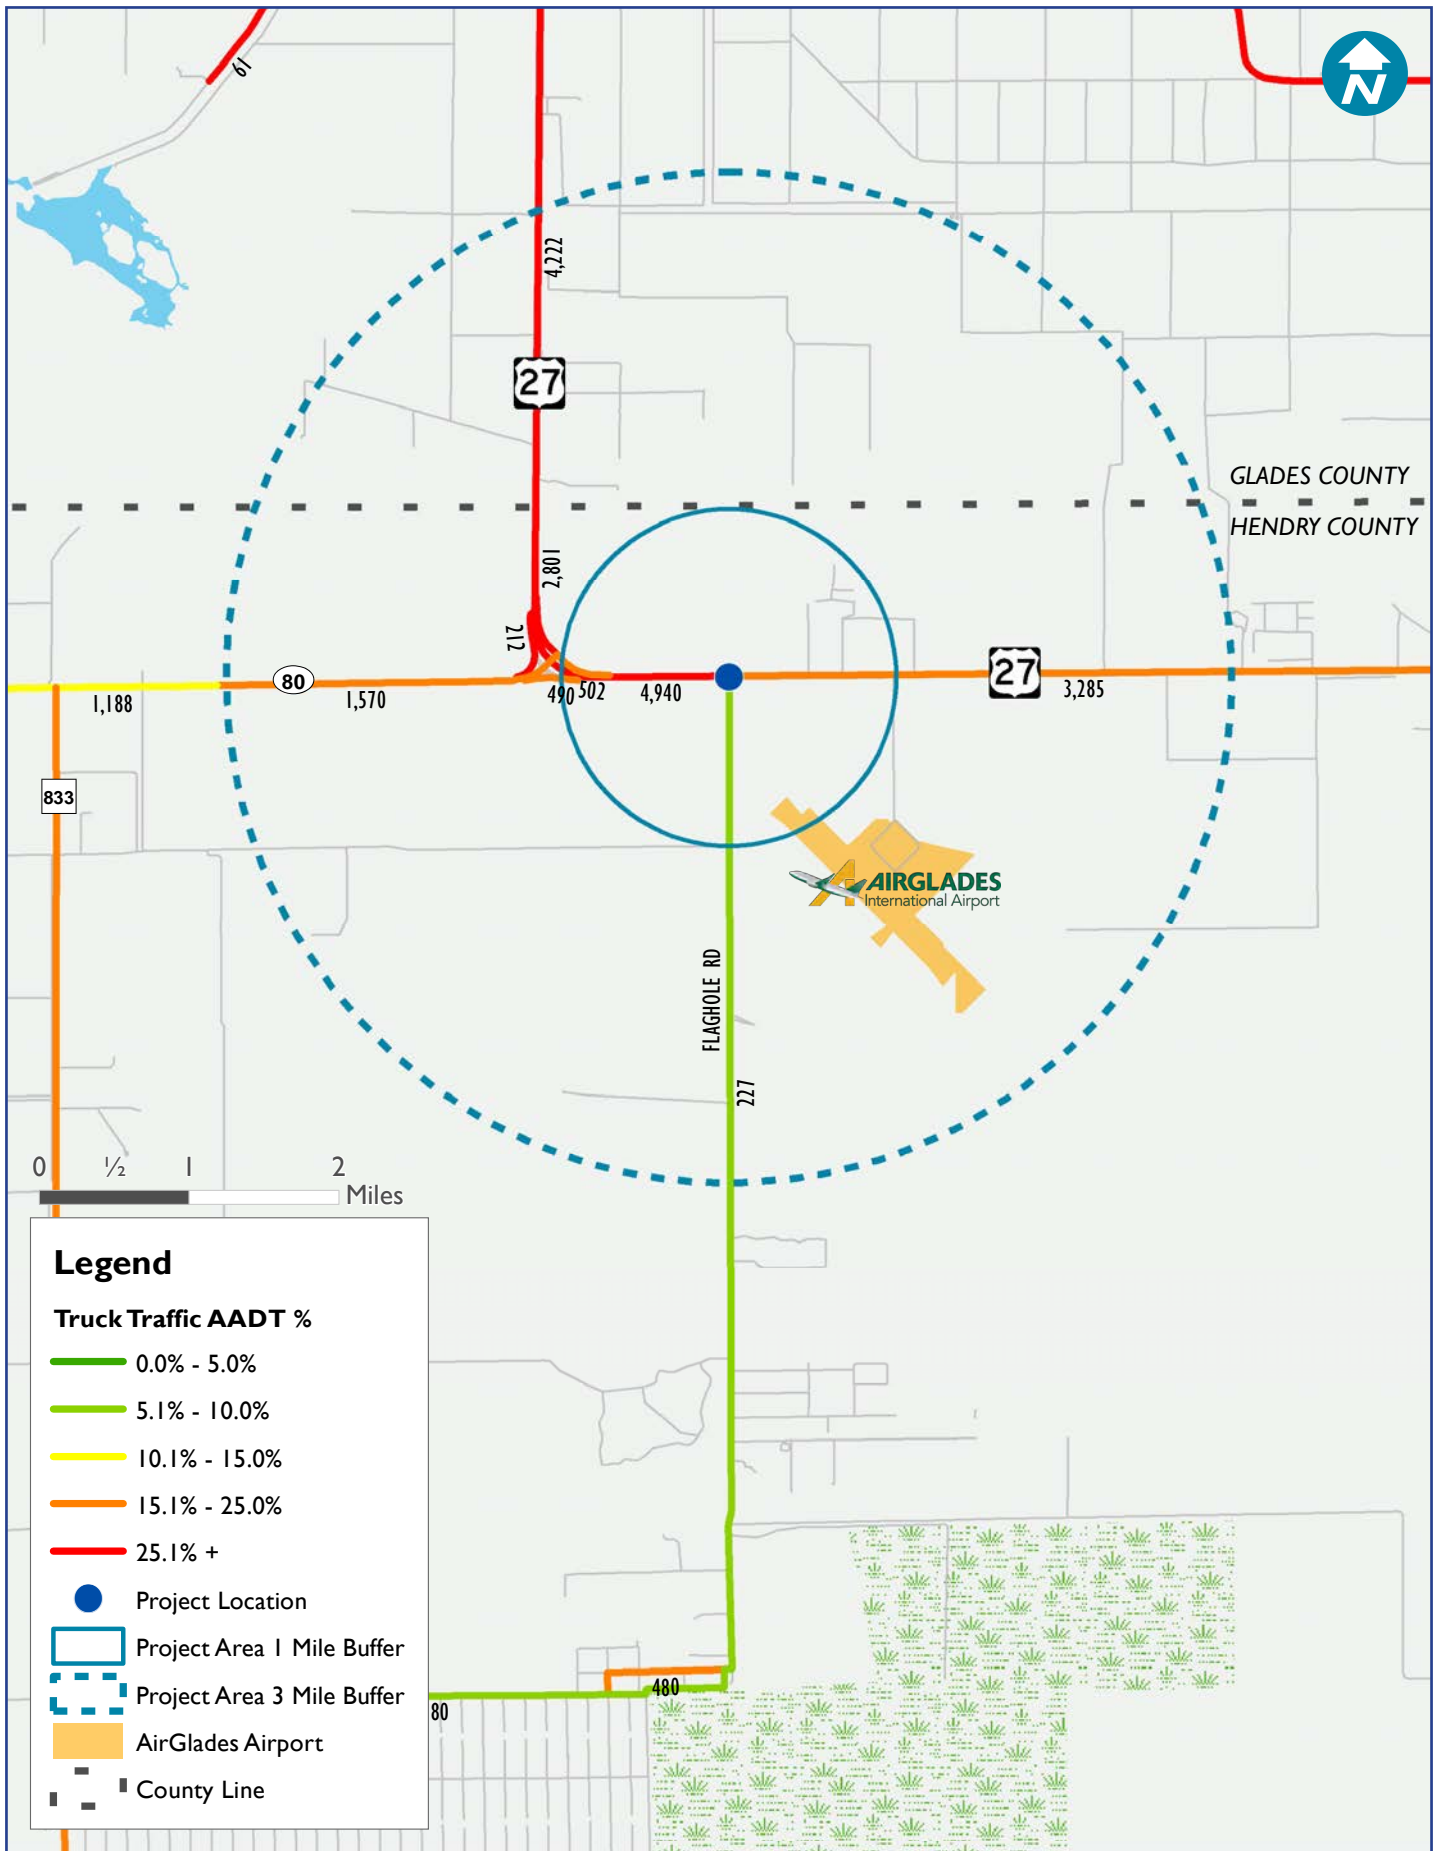 61
N
4,222
27
GLADES COUNTY
HENDRY COUNTY
2,801
212
80
27
1,188
1,570
490
502
4,940
3,285
833
AIRGLADES
International Airport
FLAGHOLE RD
227
0 ½ 1 2
Miles
Legend
Truck Traffic AADT %
0.0% - 5.0%
5.1% - 10.0%
10.1% - 15.0%
15.1% - 25.0%
25.1% +
Project Location
Project Area 1 Mile Buffer
Project Area 3 Mile Buffer
AirGlades Airport
County Line
480
80